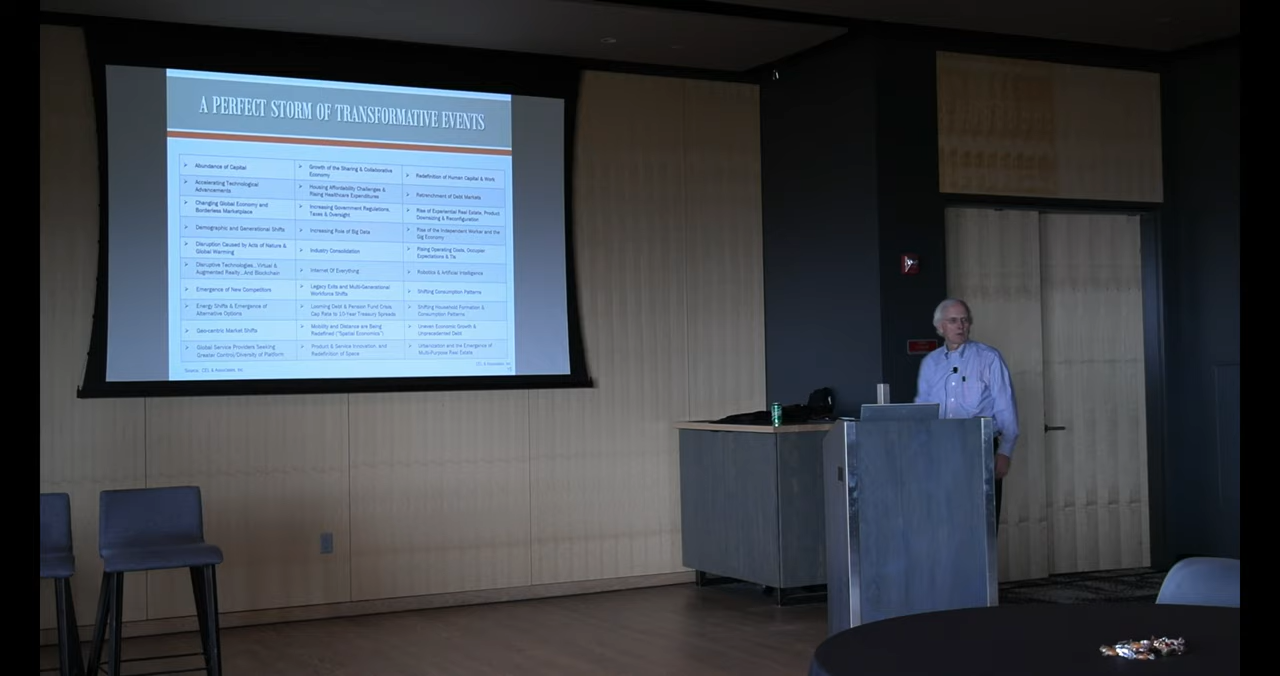 A PERFECT STORM OF TRANSFORMATIVE EVENTS
Abundance of Capital
Accelerating Technological
Advancements
Changing Global Economy and
Borderless Marketplace
Demographic and Generational Shifts
Disruption Caused by Acts of Nature &
Global Warming
Disruptive Technologies, Virtual &
Augmented Reality, And Blockchain
Emergence of New Competitors
Energy Shifts & Emergence of
Alternative Options
Geo-centric Market Shifts
Global Service Providers Seeking
Greater Control/Diversity of Platform
Growth of the Sharing & Collaborative
Economy
Housing Affordability Challenges &
Rising Healthcare Expenditures
Increasing Government Regulations,
Taxes & Oversight
Increasing Role of Big Data
Industry Consolidation
Internet Of Everything
Legacy Exits and Multi-Generational
Workforce Shifts
Looming Debt & Pension Fund Crisis,
Cap Rate to 10-Year Treasury Spreads
Mobility and Distance are Being
Redefined ("Spatial Economics")
Product & Service Innovation, and
Redefinition of Space
Redefinition of Human Capital & Work
Retrenchment of Debt Markets
Rise of Experiential Real Estate, Product
Downsizing & Reconfiguration
Rise of the Independent Worker and the
Gig Economy
Rising Operating Costs, Occupier
Expectations & TIs
Robotics & Artificial Intelligence
Shifting Consumption Patterns
Shifting Household Formation &
Consumption Patterns
Uneven Economic Growth &
Unprecedented Debt
Urbanization and the Emergence of
Multi-Purpose Real Estate
Source: CEL & Associates, Inc.
CEL & Associates, Inc.